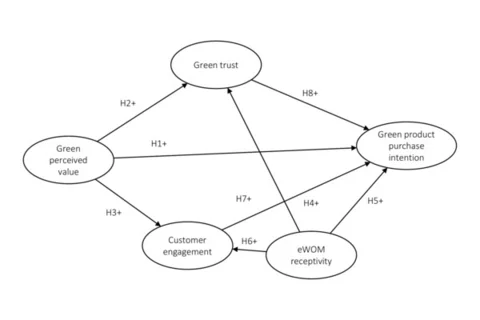 Green trust
H8+
H2+
Green product
purchase
intention
H1+
Green
perceived
value
H7+
H4+
H5+
H3+
Customer
engagement
H6+
eWOM
receptivity